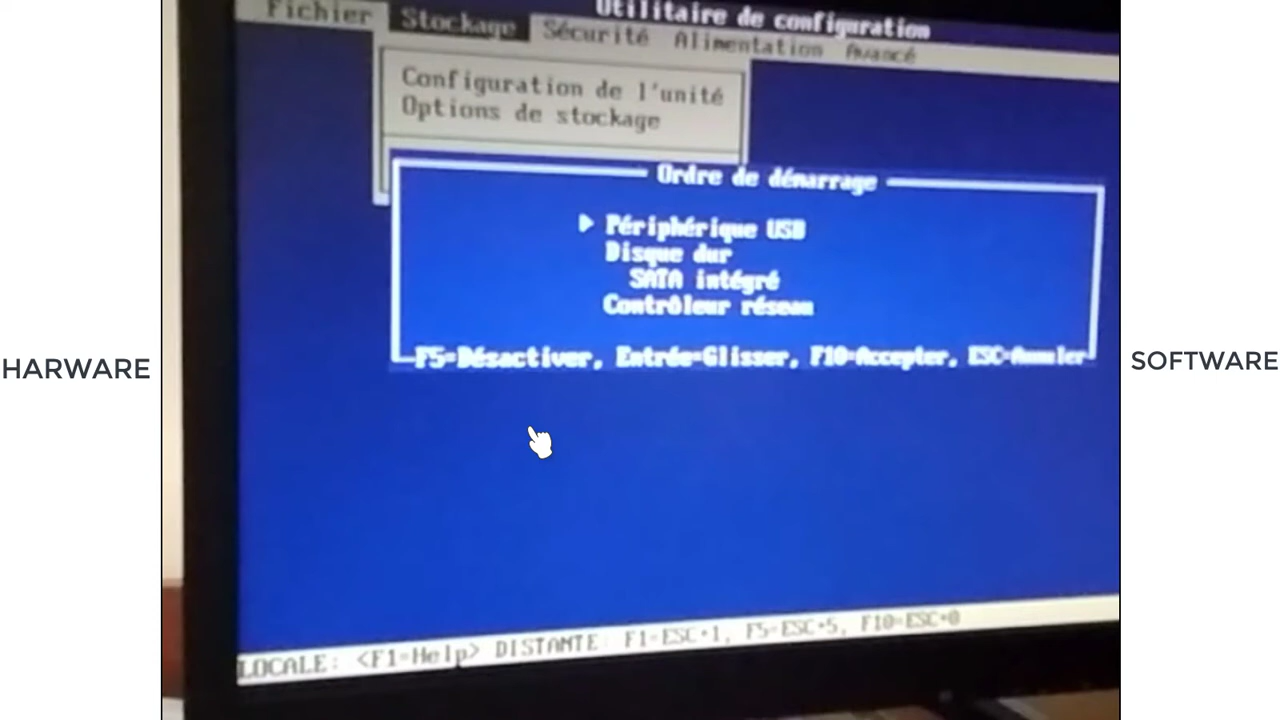 Utilitaire de configuration
Fichier Stockage Sécurité Alimentation Avancé
Configuration de l'unité
Options de stockage
Ordre de démarrage
Périphérique USB
Disque dur
SATA intégré
Contrôleur réseau
F5=Désactiver, Entrée=Glisser, F10=Accepter, ESC=Annuler
HARWARE
SOFTWARE
LOCALE: <F1=Help> DISTANTE: F1=ESC+1, F5=ESC+5, F10=ESC+0